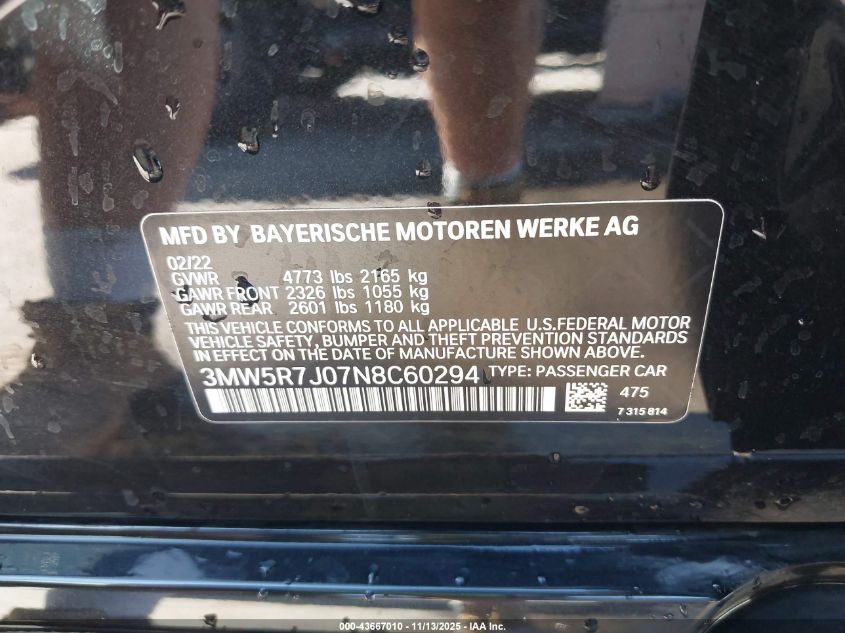 MFD BY BAYERISCHE MOTOREN WERKE AG
02/22
GVWR 4773 lbs 2165 kg
GAWR FRONT 2326 lbs 1055 kg
GAWR REAR 2601 lbs 1180 kg
THIS VEHICLE CONFORMS TO ALL APPLICABLE U.S.FEDERAL MOTOR
VEHICLE SAFETY, BUMPER AND THEFT PREVENTION STANDARDS
IN EFFECT ON THE DATE OF MANUFACTURE SHOWN ABOVE.
3MW5R7J07N8C60294 TYPE: PASSENGER CAR
475
7 315 814
000-43667010 - 11/13/2025 - IAA Inc.